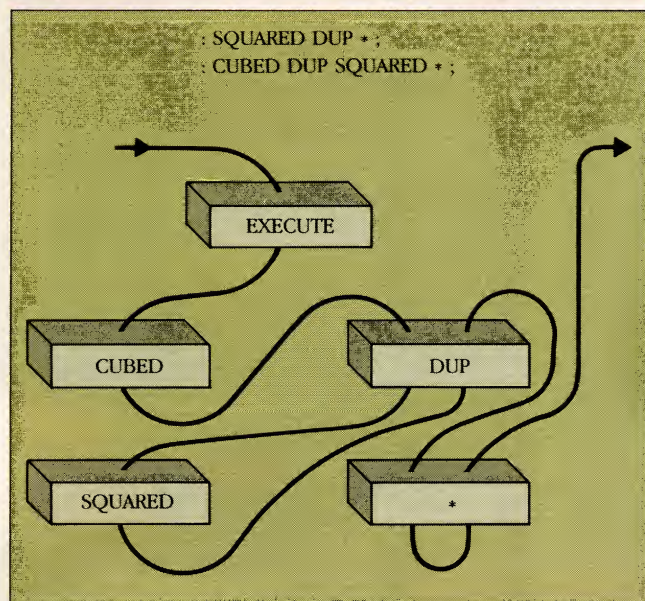 : SQUARED DUP * ;
: CUBED DUP SQUARED * ;
EXECUTE
CUBED
DUP
SQUARED
*